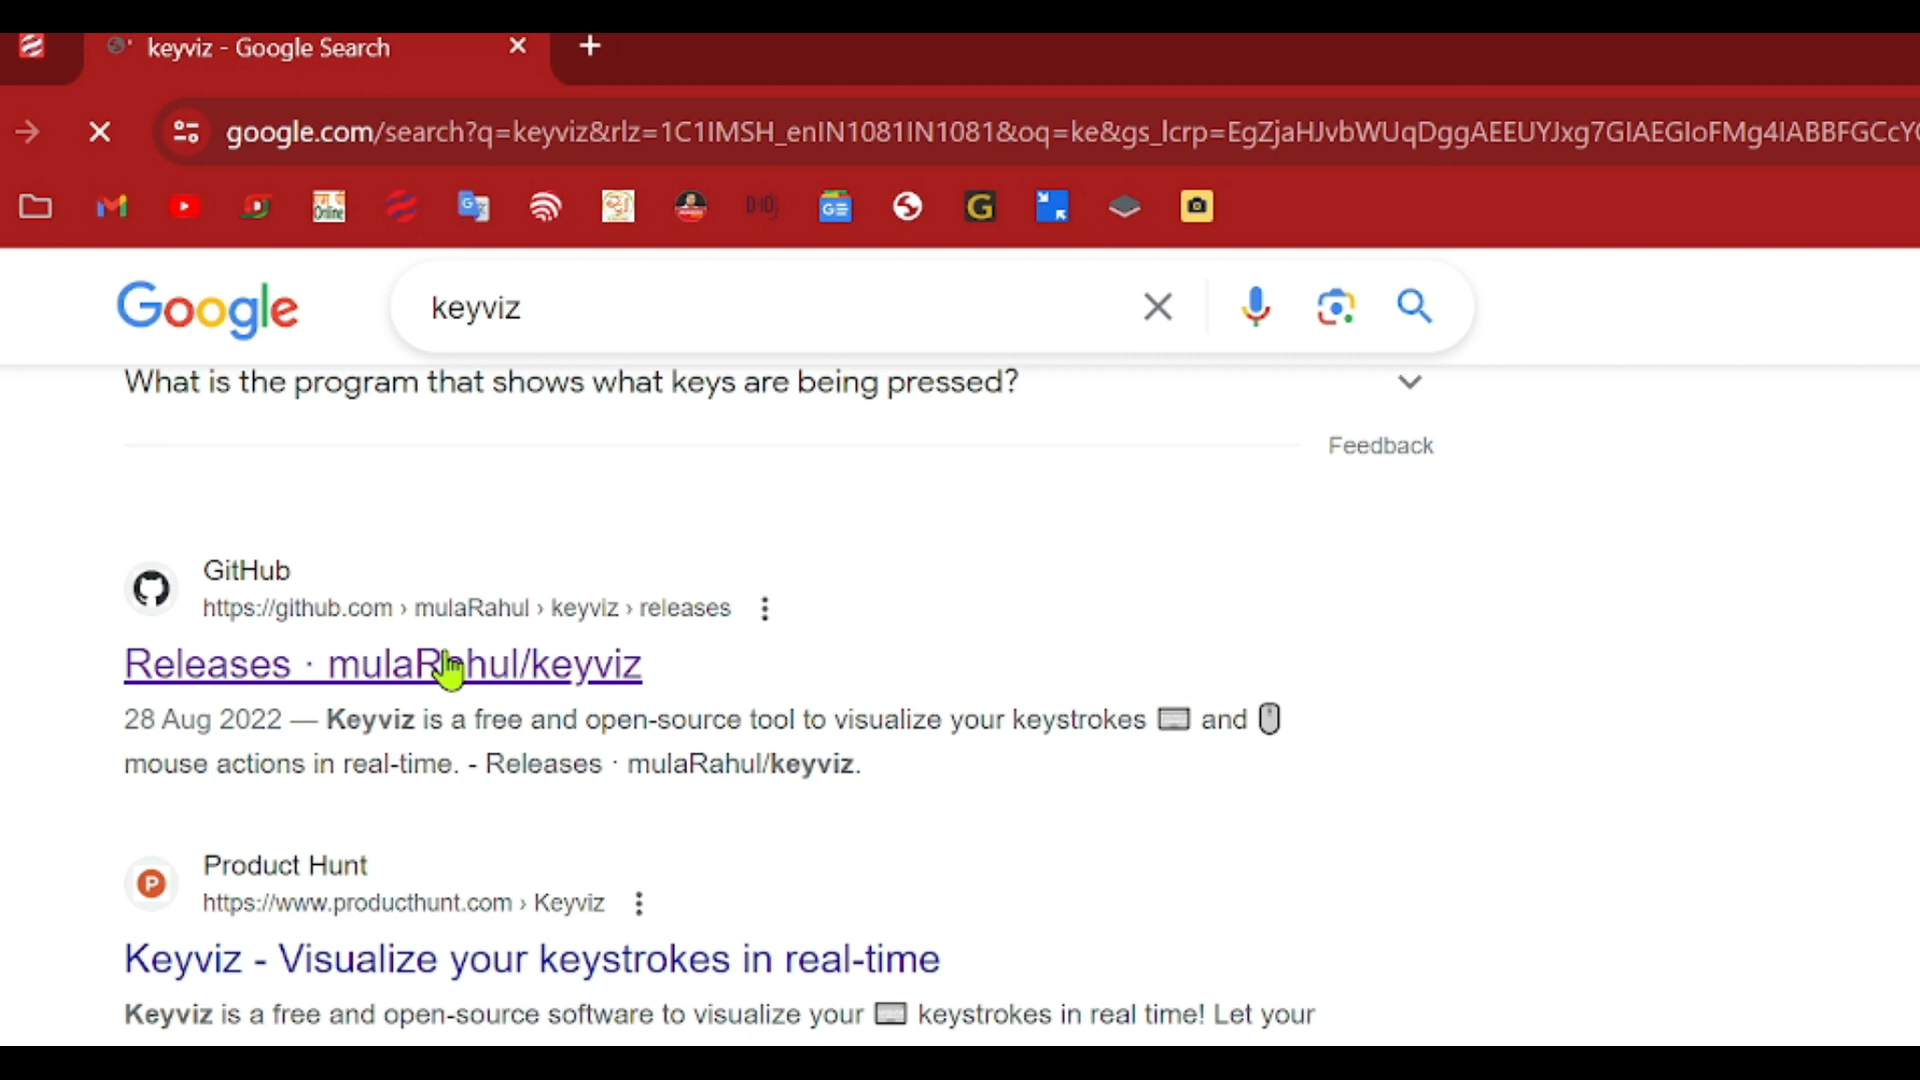 keyviz - Google Search
google.com/search?q=keyviz&rlz=1C1IMSH_enIN1081IN1081&oq=ke&gs_lcrp=EgZjaHJvbWUqDggAEEUYJxg7GIAEGIoFMg4IABBFGCcY
Google
keyviz
What is the program that shows what keys are being pressed?
Feedback
GitHub
https://github.com › mulaRahul › keyviz › releases
Releases · mulaRahul/keyviz
28 Aug 2022 — Keyviz is a free and open-source tool to visualize your keystrokes ⌨ and 🖱
mouse actions in real-time. - Releases · mulaRahul/keyviz.
Product Hunt
https://www.producthunt.com › Keyviz
Keyviz - Visualize your keystrokes in real-time
Keyviz is a free and open-source software to visualize your ⌨ keystrokes in real time! Let your